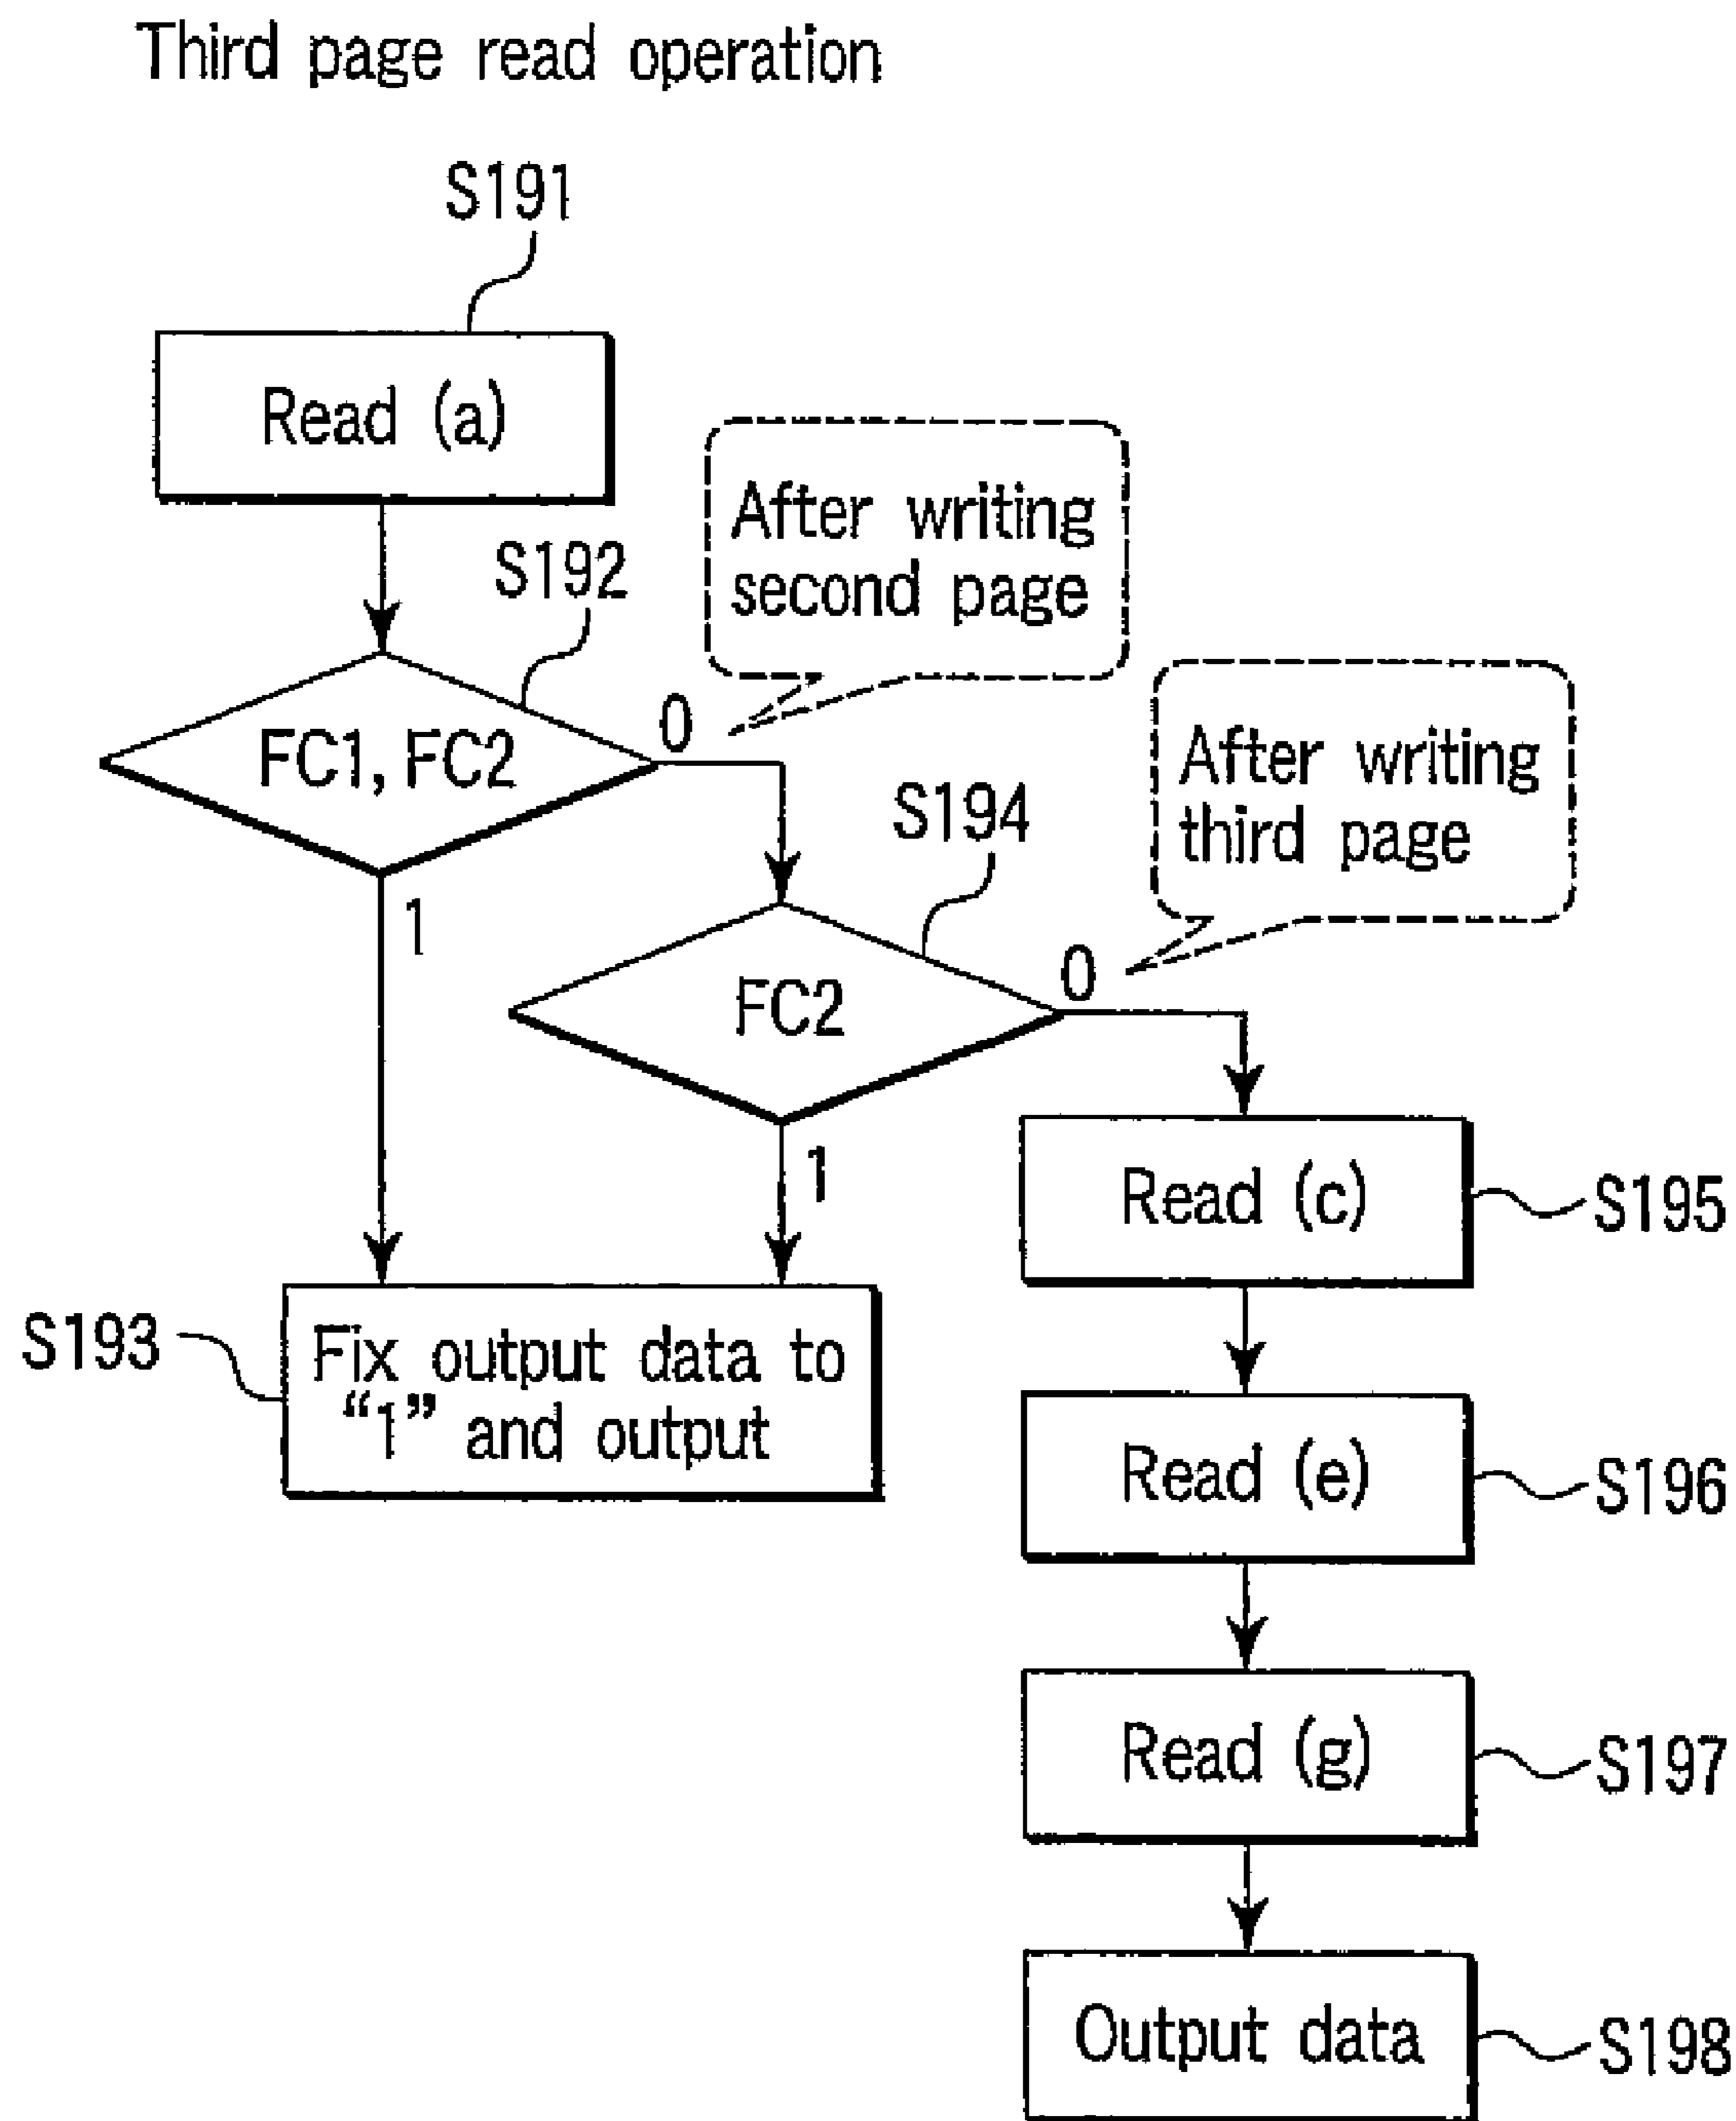 Third page read operation
S191
Read (a)
After writing
second page
S192
0
FC1, FC2
1
After writing
third page
S194
0
FC2
1
Read (c)
S195
S193
Fix output data to
“1” and output
Read (e)
S196
Read (g)
S197
Output data
S198